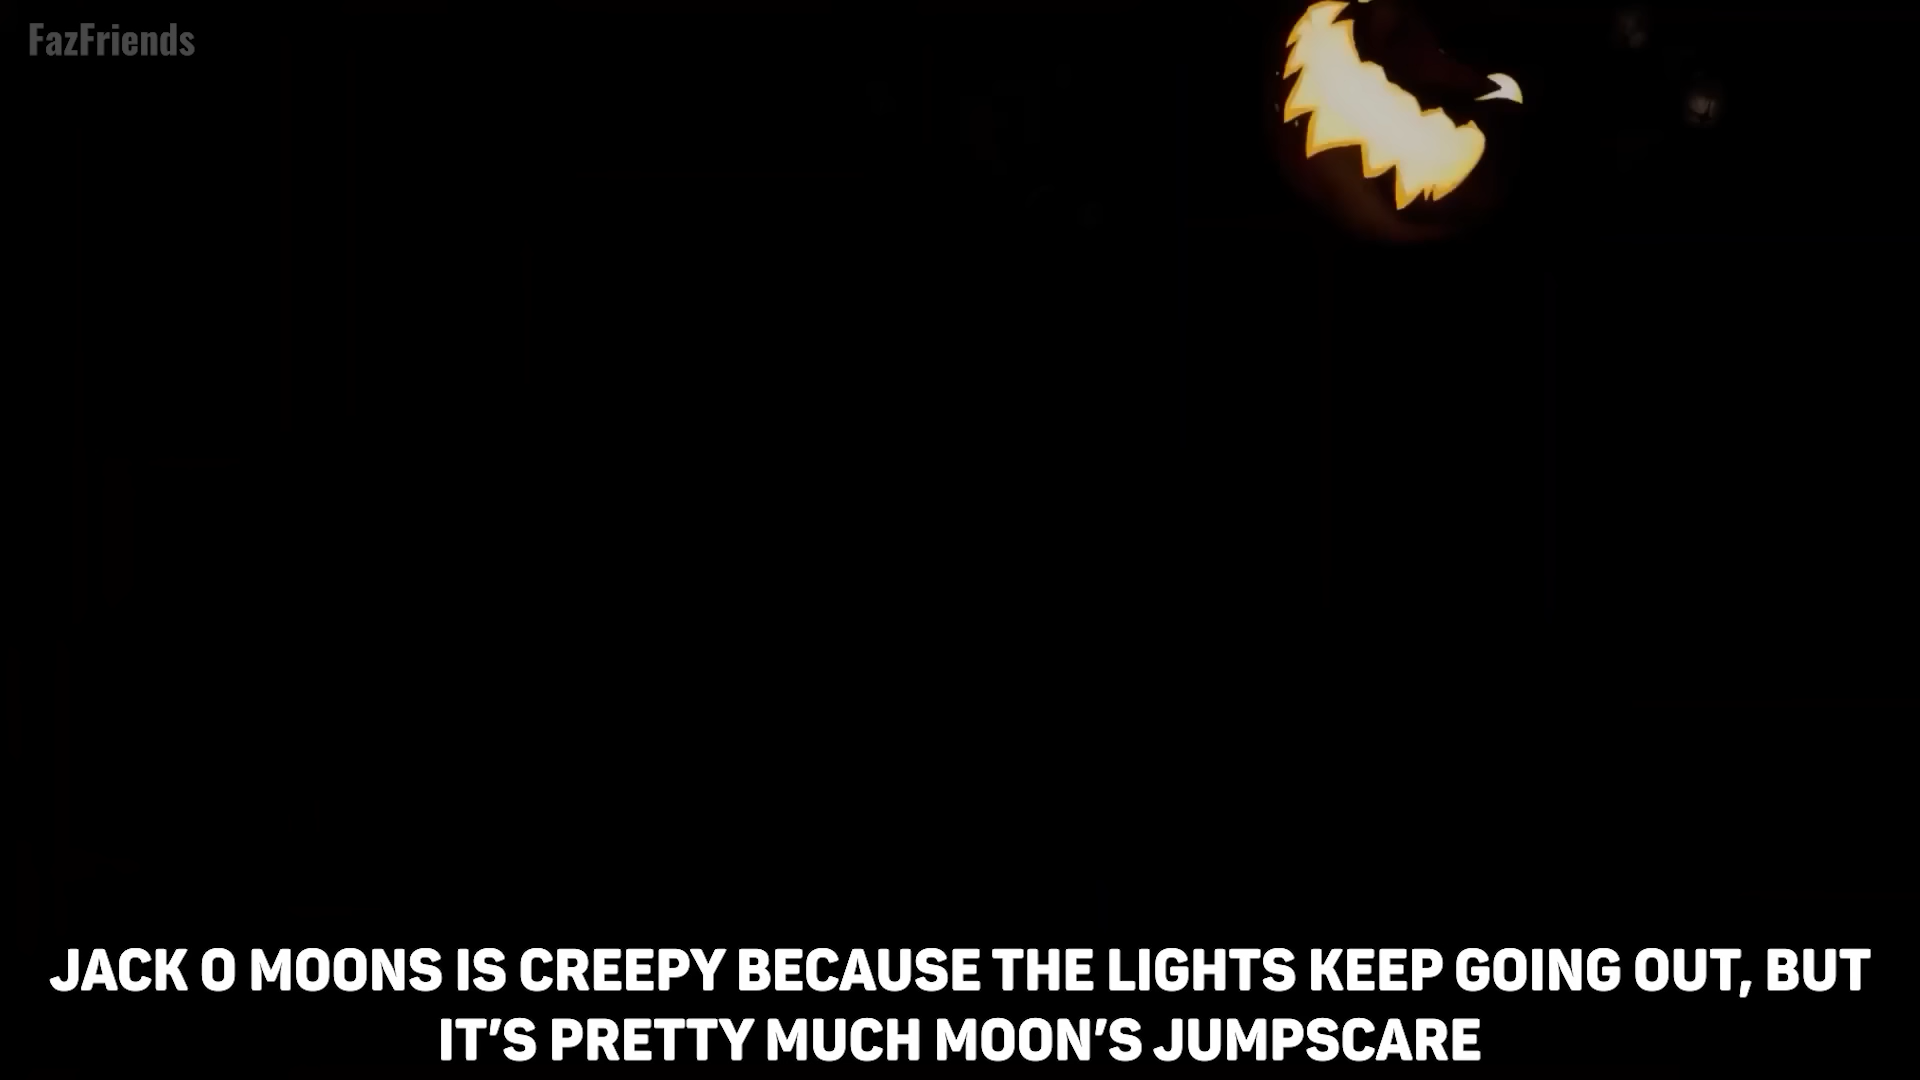 FazFriends
JACK O MOONS IS CREEPY BECAUSE THE LIGHTS KEEP GOING OUT, BUT
IT'S PRETTY MUCH MOON'S JUMPSCARE